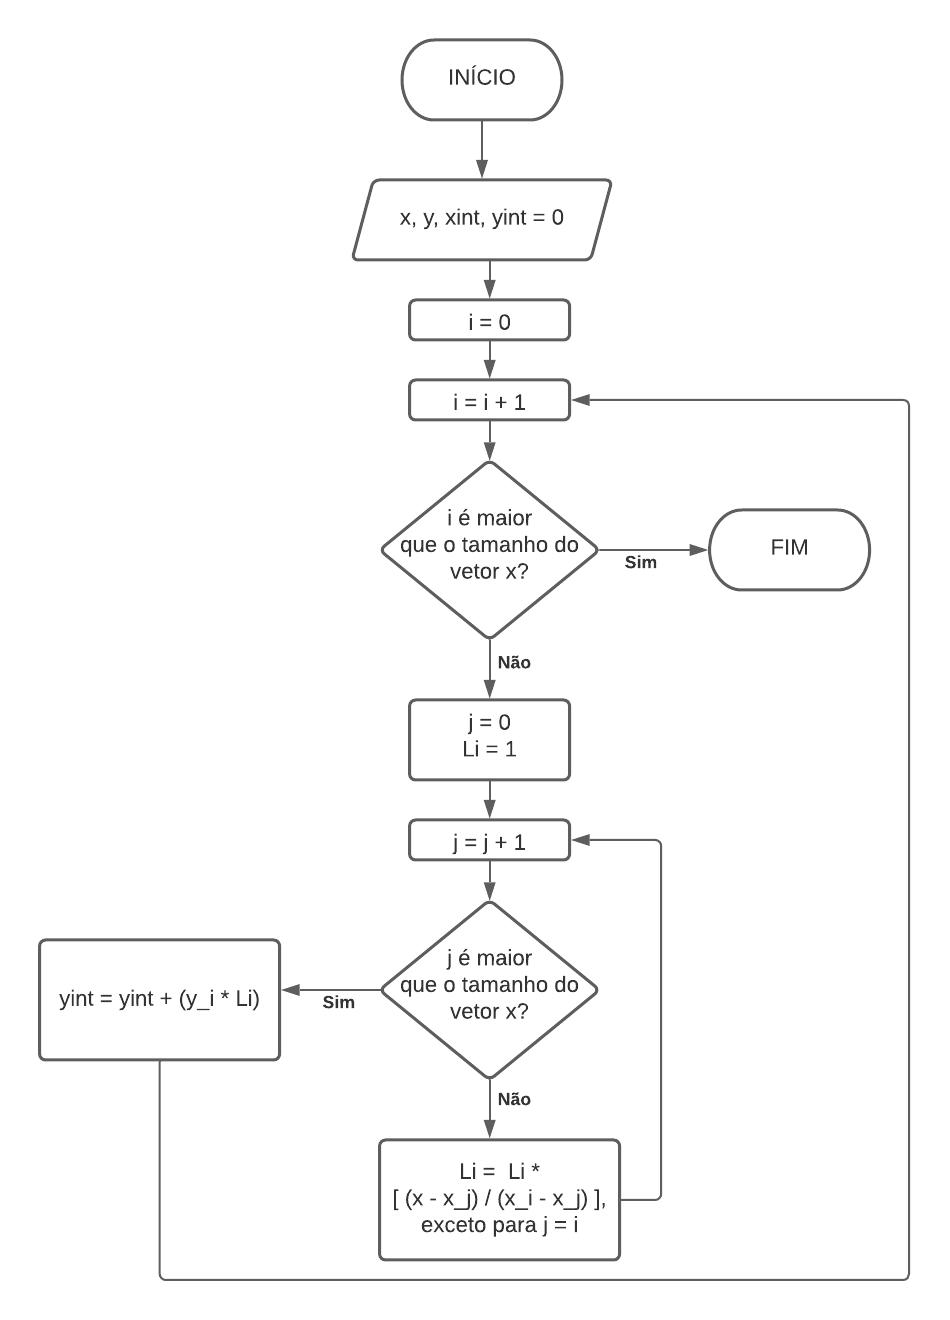 INÍCIO
x, y, xint, yint = 0
i = 0
i = i + 1
i é maior
que o tamanho do
vetor x?
Sim
FIM
Não
j = 0
Li = 1
j = j + 1
j é maior
que o tamanho do
vetor x?
Sim
yint = yint + (y_i * Li)
Não
Li = Li *
[ (x - x_j) / (x_i - x_j) ],
exceto para j = i